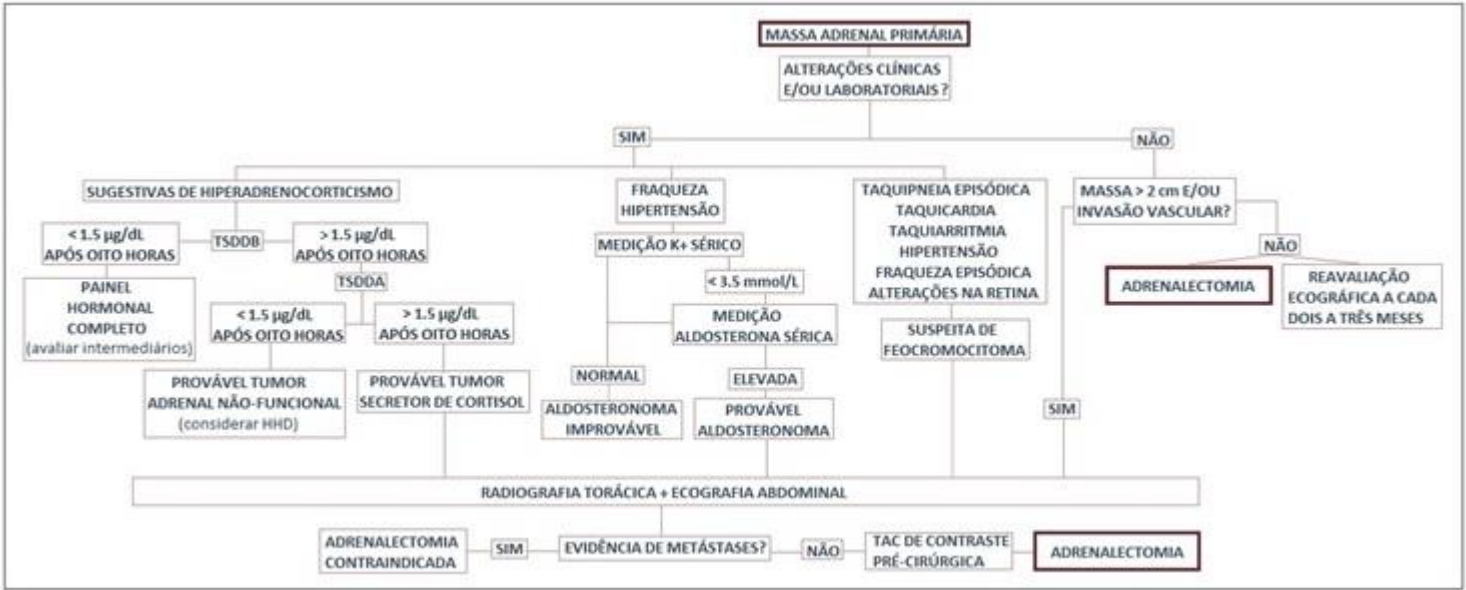 MASSA ADRENAL PRIMÁRIA
ALTERAÇÕES CLÍNICAS
E/OU LABORATORIAIS ?
SIM
NÃO
SUGESTIVAS DE HIPERADRENOCORTICISMO
TSDDB
< 1.5 µg/dL
APÓS OITO HORAS
PAINEL
HORMONAL
COMPLETO
(avaliar intermediários)
> 1.5 µg/dL
APÓS OITO HORAS
TSDDA
< 1.5 µg/dL
APÓS OITO HORAS
PROVÁVEL TUMOR
ADRENAL NÃO-FUNCIONAL
(considerar HHD)
> 1.5 µg/dL
APÓS OITO HORAS
PROVÁVEL TUMOR
SECRETOR DE CORTISOL
FRAQUEZA
HIPERTENSÃO
MEDIÇÃO K+ SÉRICO
< 3.5 mmol/L
MEDIÇÃO
ALDOSTERONA SÉRICA
NORMAL
ALDOSTERONOMA
IMPROVÁVEL
ELEVADA
PROVÁVEL
ALDOSTERONOMA
TAQUIPNEIA EPISÓDICA
TAQUICARDIA
TAQUIARRITMIA
HIPERTENSÃO
FRAQUEZA EPISÓDICA
ALTERAÇÕES NA RETINA
SUSPEITA DE
FEOCROMOCITOMA
MASSA > 2 cm E/OU
INVASÃO VASCULAR?
NÃO
ADRENALECTOMIA
REAVALIAÇÃO
ECOGRÁFICA A CADA
DOIS A TRÊS MESES
SIM
RADIOGRAFIA TORÁCICA + ECOGRAFIA ABDOMINAL
EVIDÊNCIA DE METÁSTASES?
SIM
ADRENALECTOMIA
CONTRAINDICADA
NÃO
TAC DE CONTRASTE
PRÉ-CIRÚRGICA
ADRENALECTOMIA